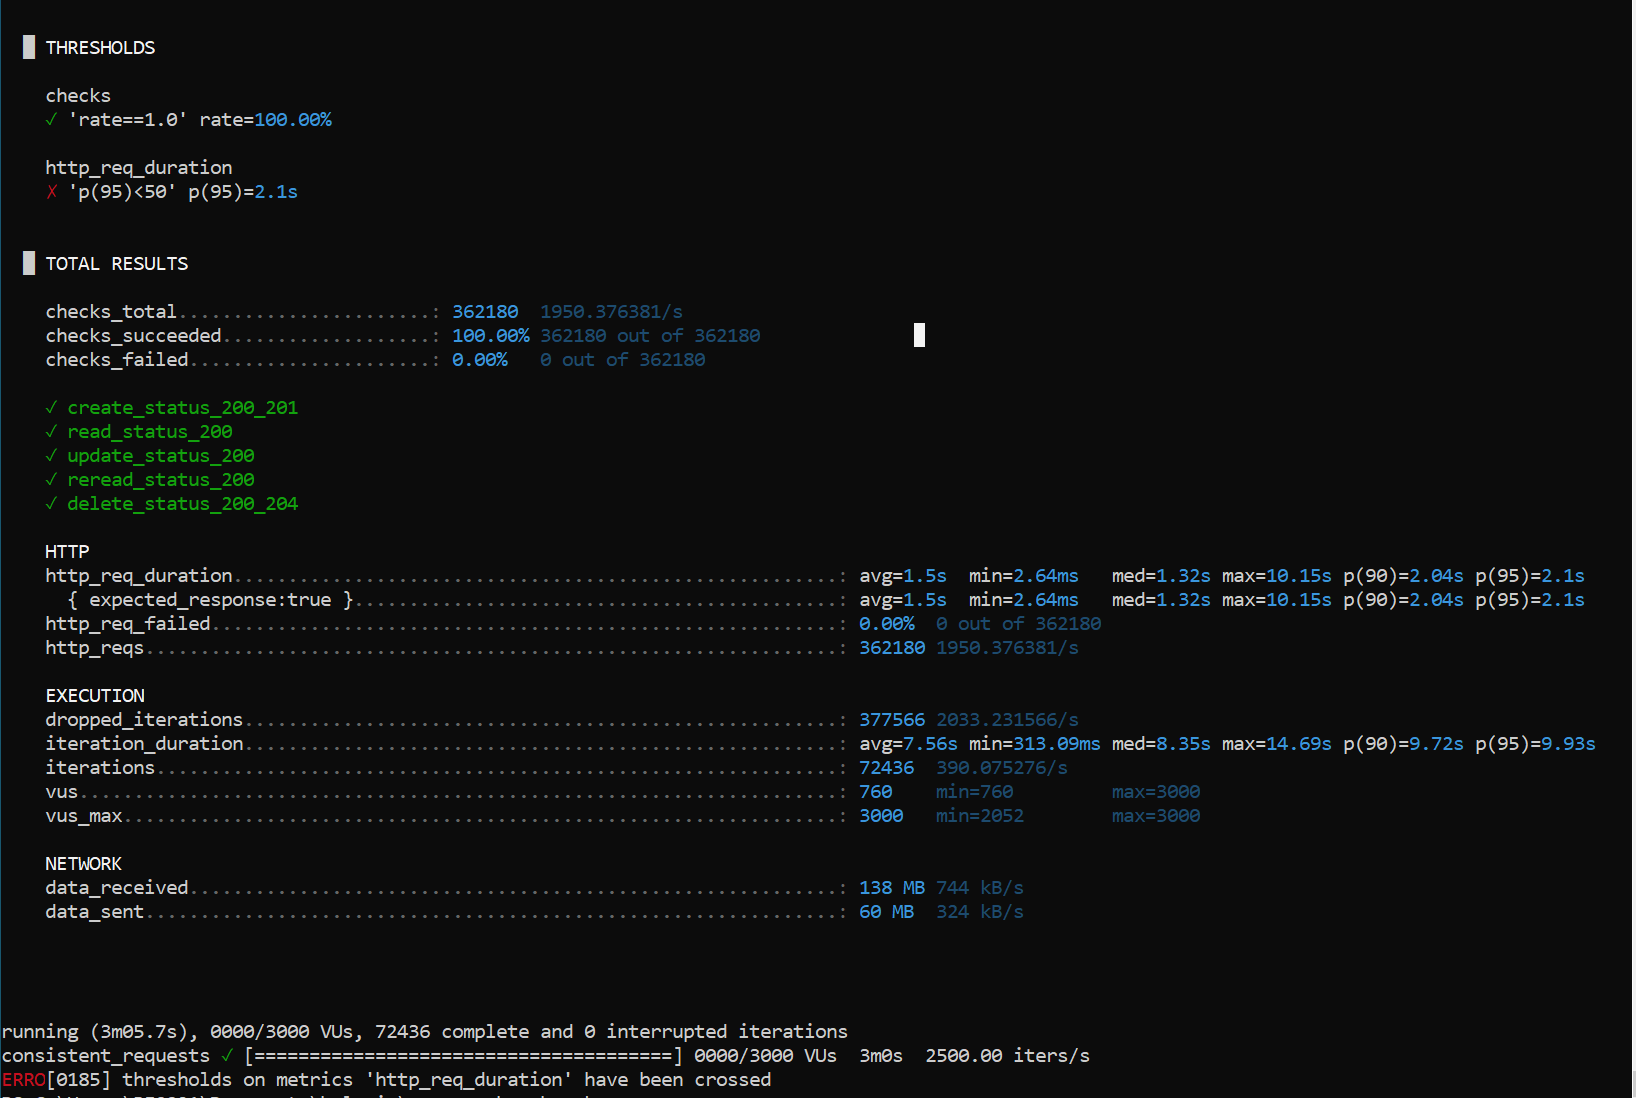 THRESHOLDS
checks
✓ 'rate==1.0' rate=100.00%
http_req_duration
✗ 'p(95)<50' p(95)=2.1s
TOTAL RESULTS
checks_total.......................: 362180 1950.376381/s
checks_succeeded...................: 100.00% 362180 out of 362180
checks_failed......................: 0.00% 0 out of 362180
✓ create_status_200_201
✓ read_status_200
✓ update_status_200
✓ reread_status_200
✓ delete_status_200_204
HTTP
http_req_duration.......................................................: avg=1.5s min=2.64ms med=1.32s max=10.15s p(90)=2.04s p(95)=2.1s
{ expected_response:true }............................................: avg=1.5s min=2.64ms med=1.32s max=10.15s p(90)=2.04s p(95)=2.1s
http_req_failed.........................................................: 0.00% 0 out of 362180
http_reqs...............................................................: 362180 1950.376381/s
EXECUTION
dropped_iterations......................................................: 377566 2033.231566/s
iteration_duration......................................................: avg=7.56s min=313.09ms med=8.35s max=14.69s p(90)=9.72s p(95)=9.93s
iterations..............................................................: 72436 390.075276/s
vus.....................................................................: 760 min=760 max=3000
vus_max.................................................................: 3000 min=2052 max=3000
NETWORK
data_received...........................................................: 138 MB 744 kB/s
data_sent...............................................................: 60 MB 324 kB/s
running (3m05.7s), 0000/3000 VUs, 72436 complete and 0 interrupted iterations
consistent_requests ✓ [======================================] 0000/3000 VUs 3m0s 2500.00 iters/s
ERRO[0185] thresholds on metrics 'http_req_duration' have been crossed